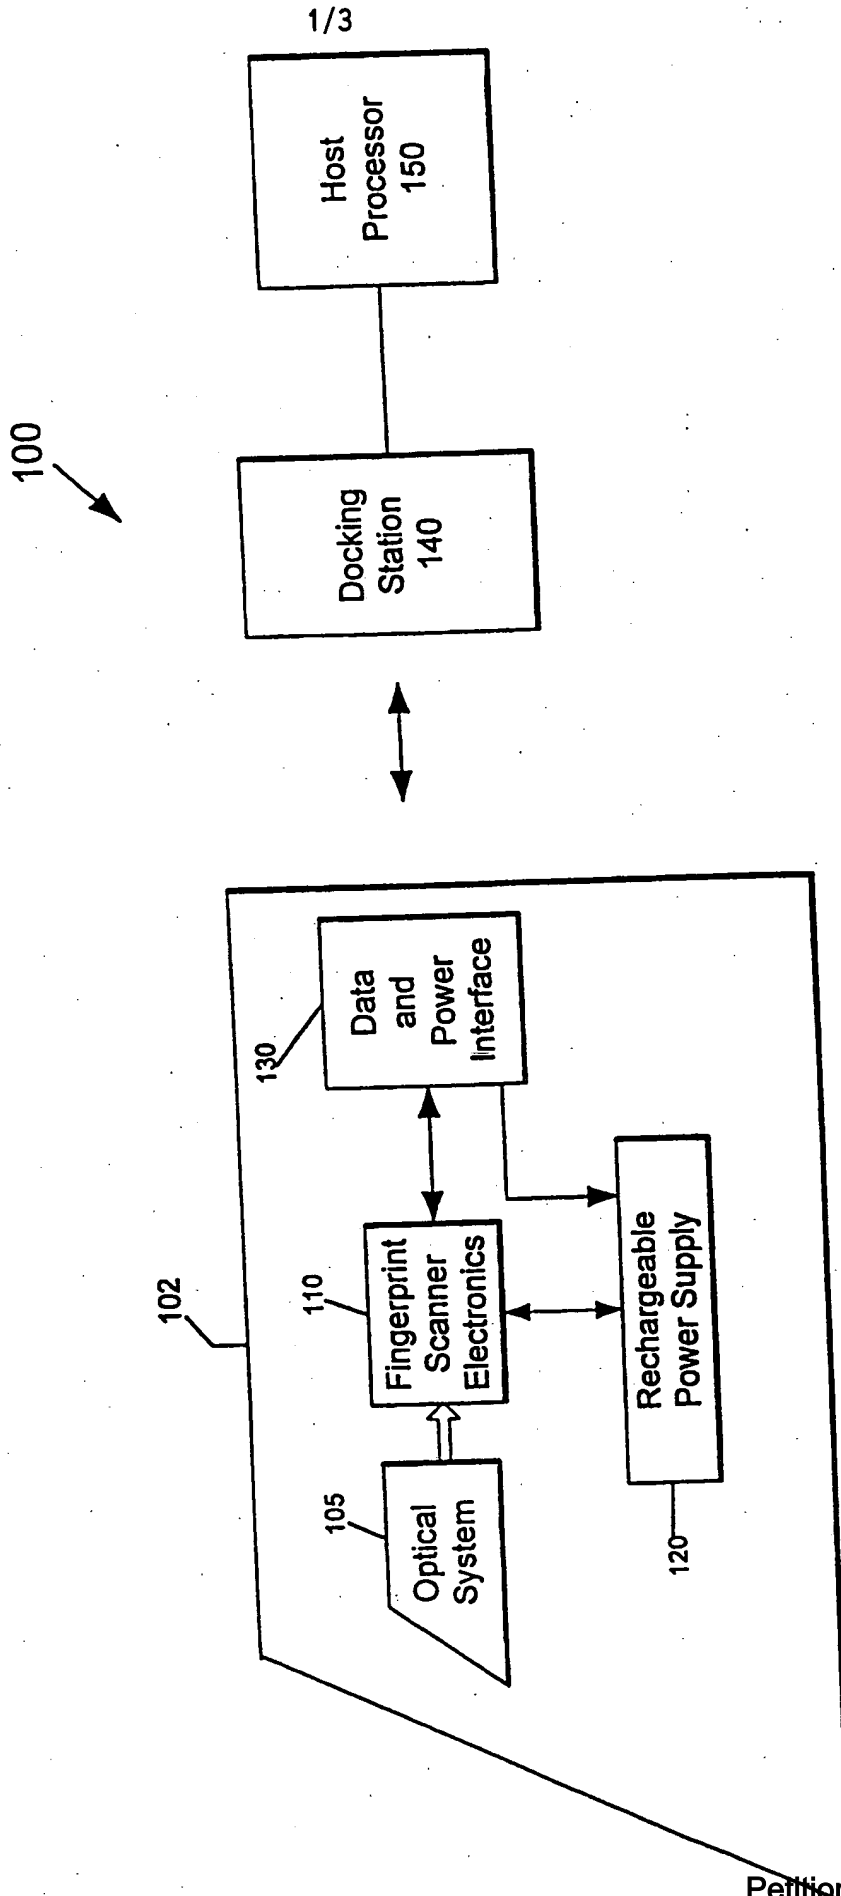 1/3
100
Host
Processor
150
Docking
Station
140
102
130
Data
and
Power
Interface
110
Fingerprint
Scanner
Electronics
105
Optical
System
Rechargeable
Power Supply
120